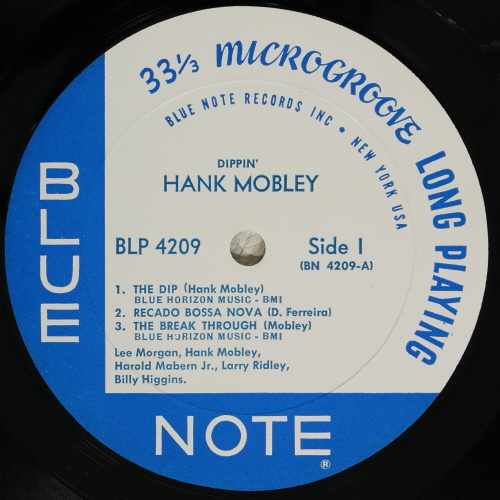 33⅓ MICROGROOVE LONG PLAYING
BLUE NOTE RECORDS INC • NEW YORK USA
DIPPIN'
HANK MOBLEY
BLP 4209
Side 1
(BN 4209-A)
1. THE DIP (Hank Mobley)
BLUE HORIZON MUSIC - BMI
2. RECADO BOSSA NOVA (D. Ferreira)
3. THE BREAK THROUGH (Mobley)
BLUE HORIZON MUSIC - BMI
Lee Morgan, Hank Mobley,
Harold Mabern Jr., Larry Ridley,
Billy Higgins.
BLUE
NOTE
®